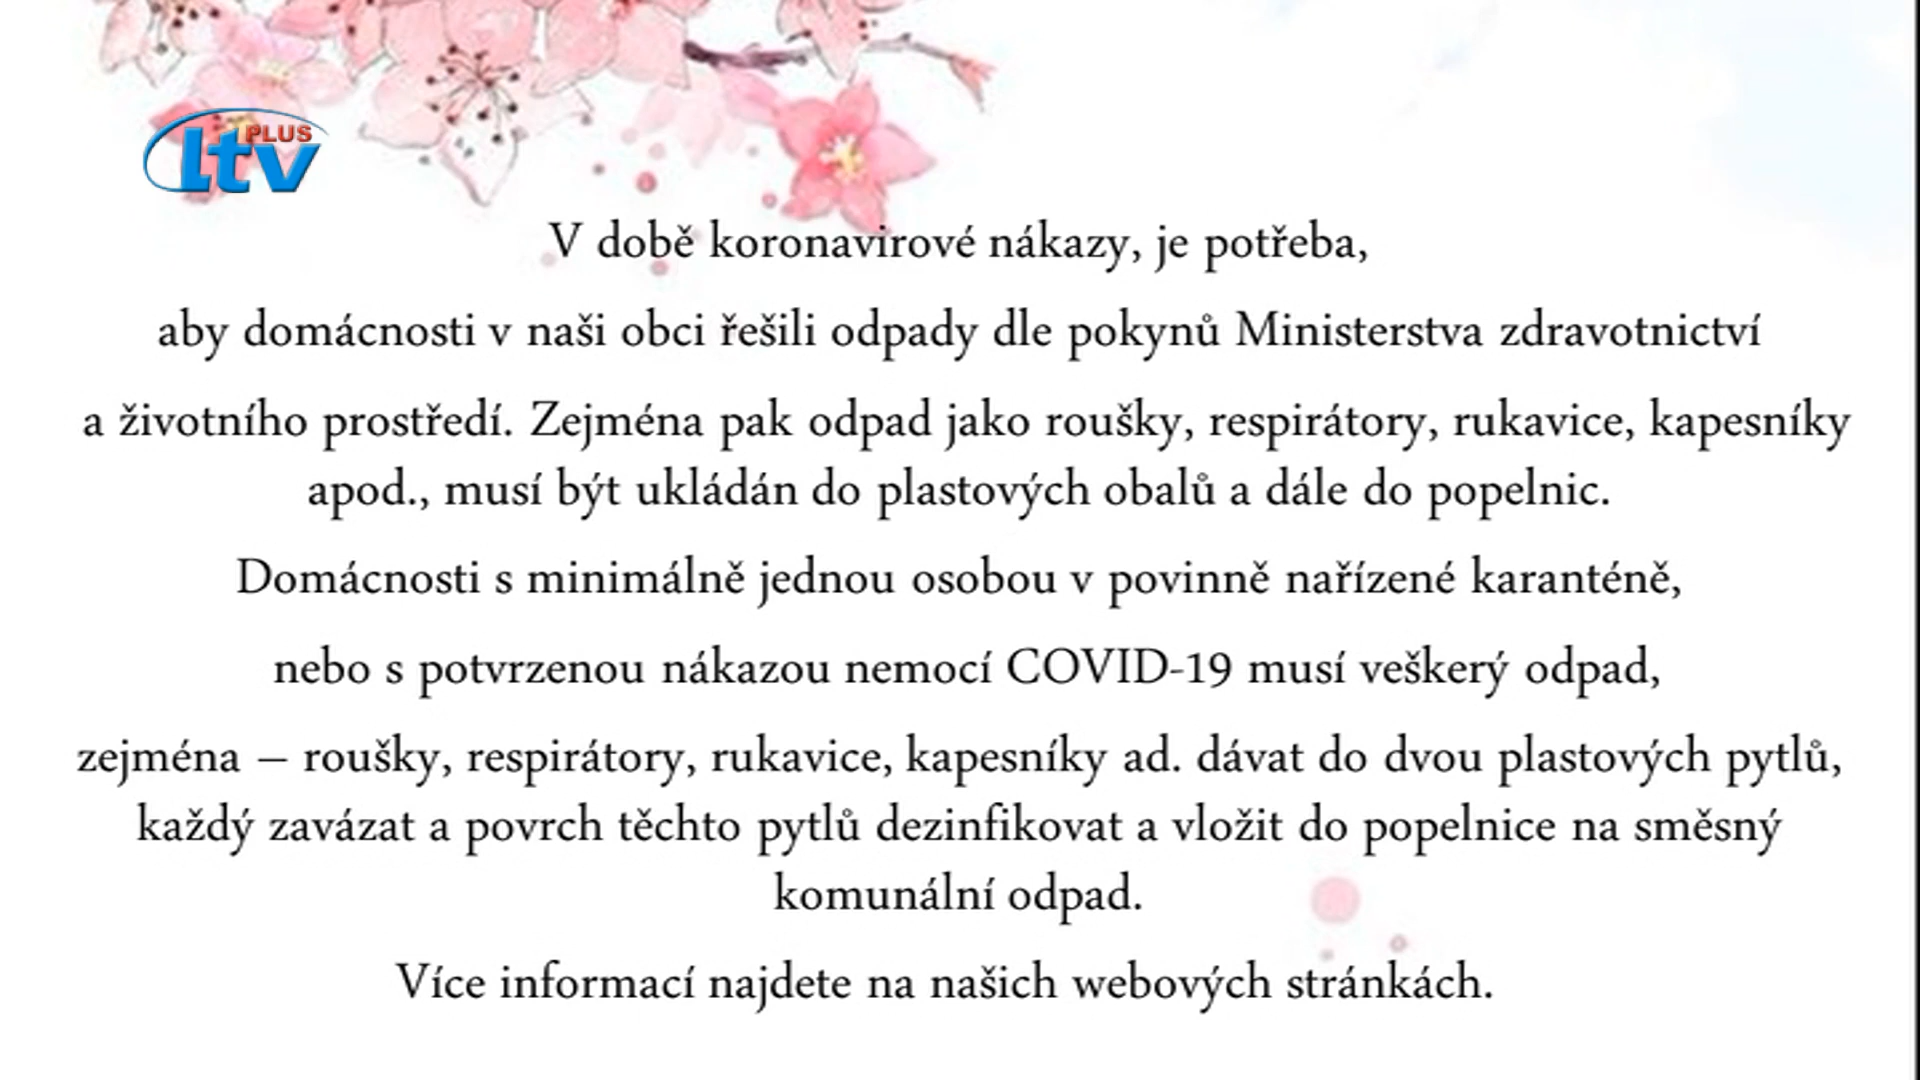 ltv PLUS
V době koronavirové nákazy, je potřeba,
aby domácnosti v naši obci řešili odpady dle pokynů Ministerstva zdravotnictví
a životního prostředí. Zejména pak odpad jako roušky, respirátory, rukavice, kapesníky
apod., musí být ukládán do plastových obalů a dále do popelnic.
Domácnosti s minimálně jednou osobou v povinně nařízené karanténě,
nebo s potvrzenou nákazou nemocí COVID-19 musí veškerý odpad,
zejména – roušky, respirátory, rukavice, kapesníky ad. dávat do dvou plastových pytlů,
každý zavázat a povrch těchto pytlů dezinfikovat a vložit do popelnice na směsný
komunální odpad.
Více informací najdete na našich webových stránkách.